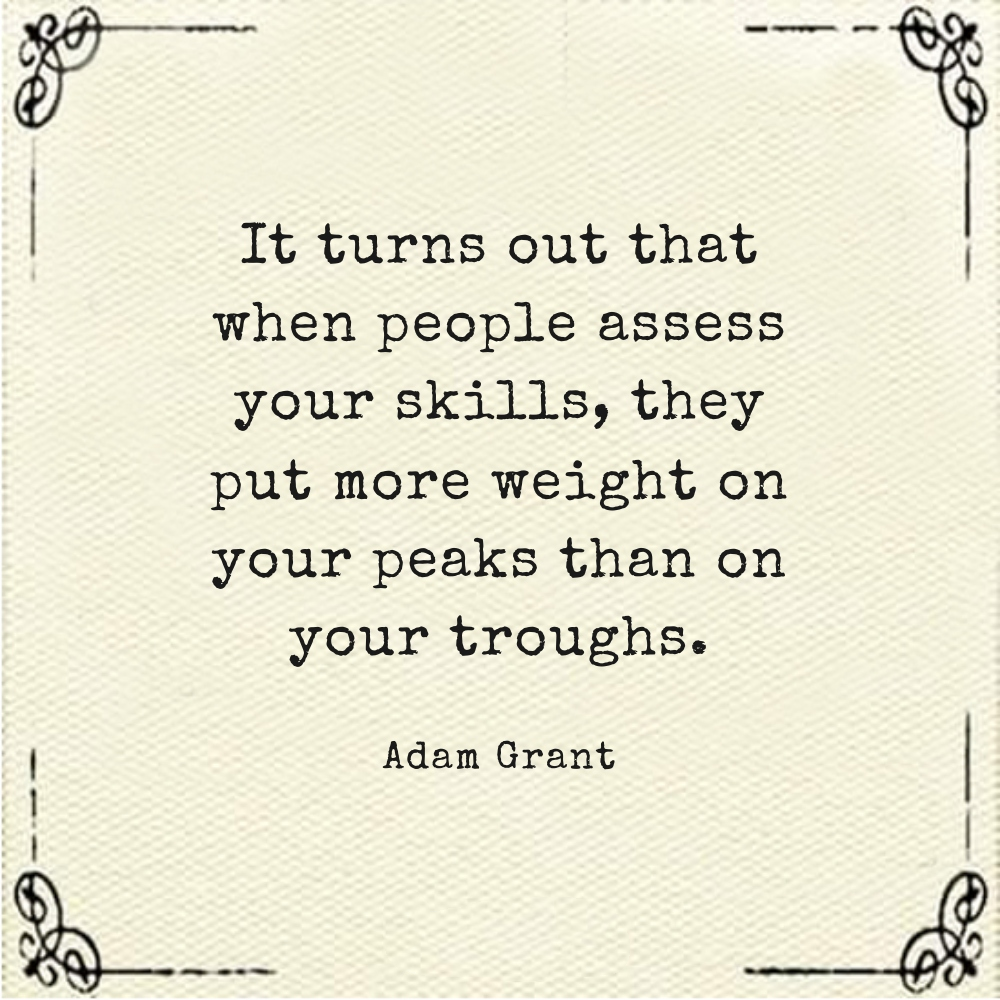 It turns out that
when people assess
your skills, they
put more weight on
your peaks than on
your troughs.
Adam Grant